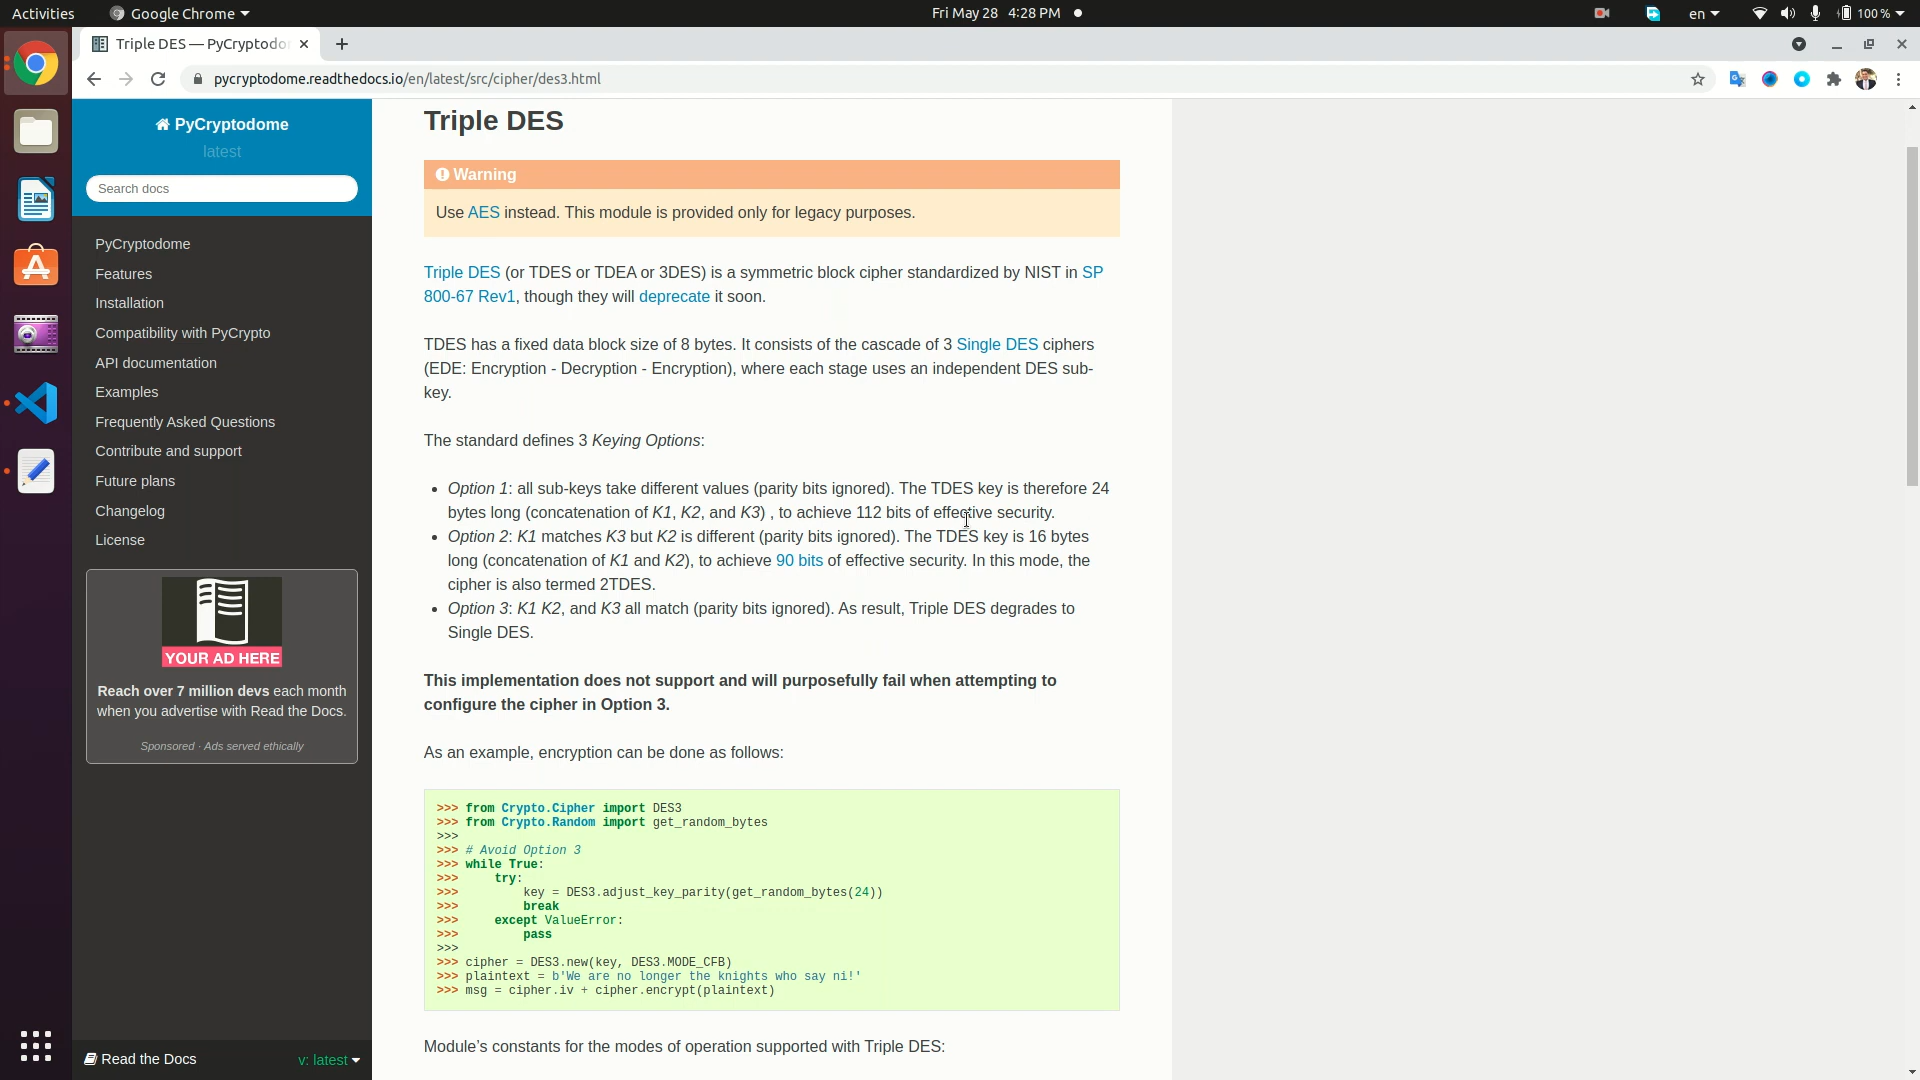 Activities
Google Chrome
Fri May 28 4:28 PM
en
100 %
Triple DES — PyCryptodo
pycryptodome.readthedocs.io/en/latest/src/cipher/des3.html
PyCryptodome
latest
Search docs
PyCryptodome
Features
Installation
Compatibility with PyCrypto
API documentation
Examples
Frequently Asked Questions
Contribute and support
Future plans
Changelog
License
YOUR AD HERE
Reach over 7 million devs each month
when you advertise with Read the Docs.
Sponsored · Ads served ethically
Read the Docs
v: latest
Triple DES
Warning
Use AES instead. This module is provided only for legacy purposes.
Triple DES (or TDES or TDEA or 3DES) is a symmetric block cipher standardized by NIST in SP
800-67 Rev1, though they will deprecate it soon.
TDES has a fixed data block size of 8 bytes. It consists of the cascade of 3 Single DES ciphers
(EDE: Encryption - Decryption - Encryption), where each stage uses an independent DES sub-
key.
The standard defines 3 Keying Options:
• Option 1: all sub-keys take different values (parity bits ignored). The TDES key is therefore 24
bytes long (concatenation of K1, K2, and K3) , to achieve 112 bits of effective security.
• Option 2: K1 matches K3 but K2 is different (parity bits ignored). The TDES key is 16 bytes
long (concatenation of K1 and K2), to achieve 90 bits of effective security. In this mode, the
cipher is also termed 2TDES.
• Option 3: K1 K2, and K3 all match (parity bits ignored). As result, Triple DES degrades to
Single DES.
This implementation does not support and will purposefully fail when attempting to
configure the cipher in Option 3.
As an example, encryption can be done as follows:
>>> from Crypto.Cipher import DES3
>>> from Crypto.Random import get_random_bytes
>>>
>>> # Avoid Option 3
>>> while True:
>>>     try:
>>>         key = DES3.adjust_key_parity(get_random_bytes(24))
>>>         break
>>>     except ValueError:
>>>         pass
>>>
>>> cipher = DES3.new(key, DES3.MODE_CFB)
>>> plaintext = b'We are no longer the knights who say ni!'
>>> msg = cipher.iv + cipher.encrypt(plaintext)
Module’s constants for the modes of operation supported with Triple DES: